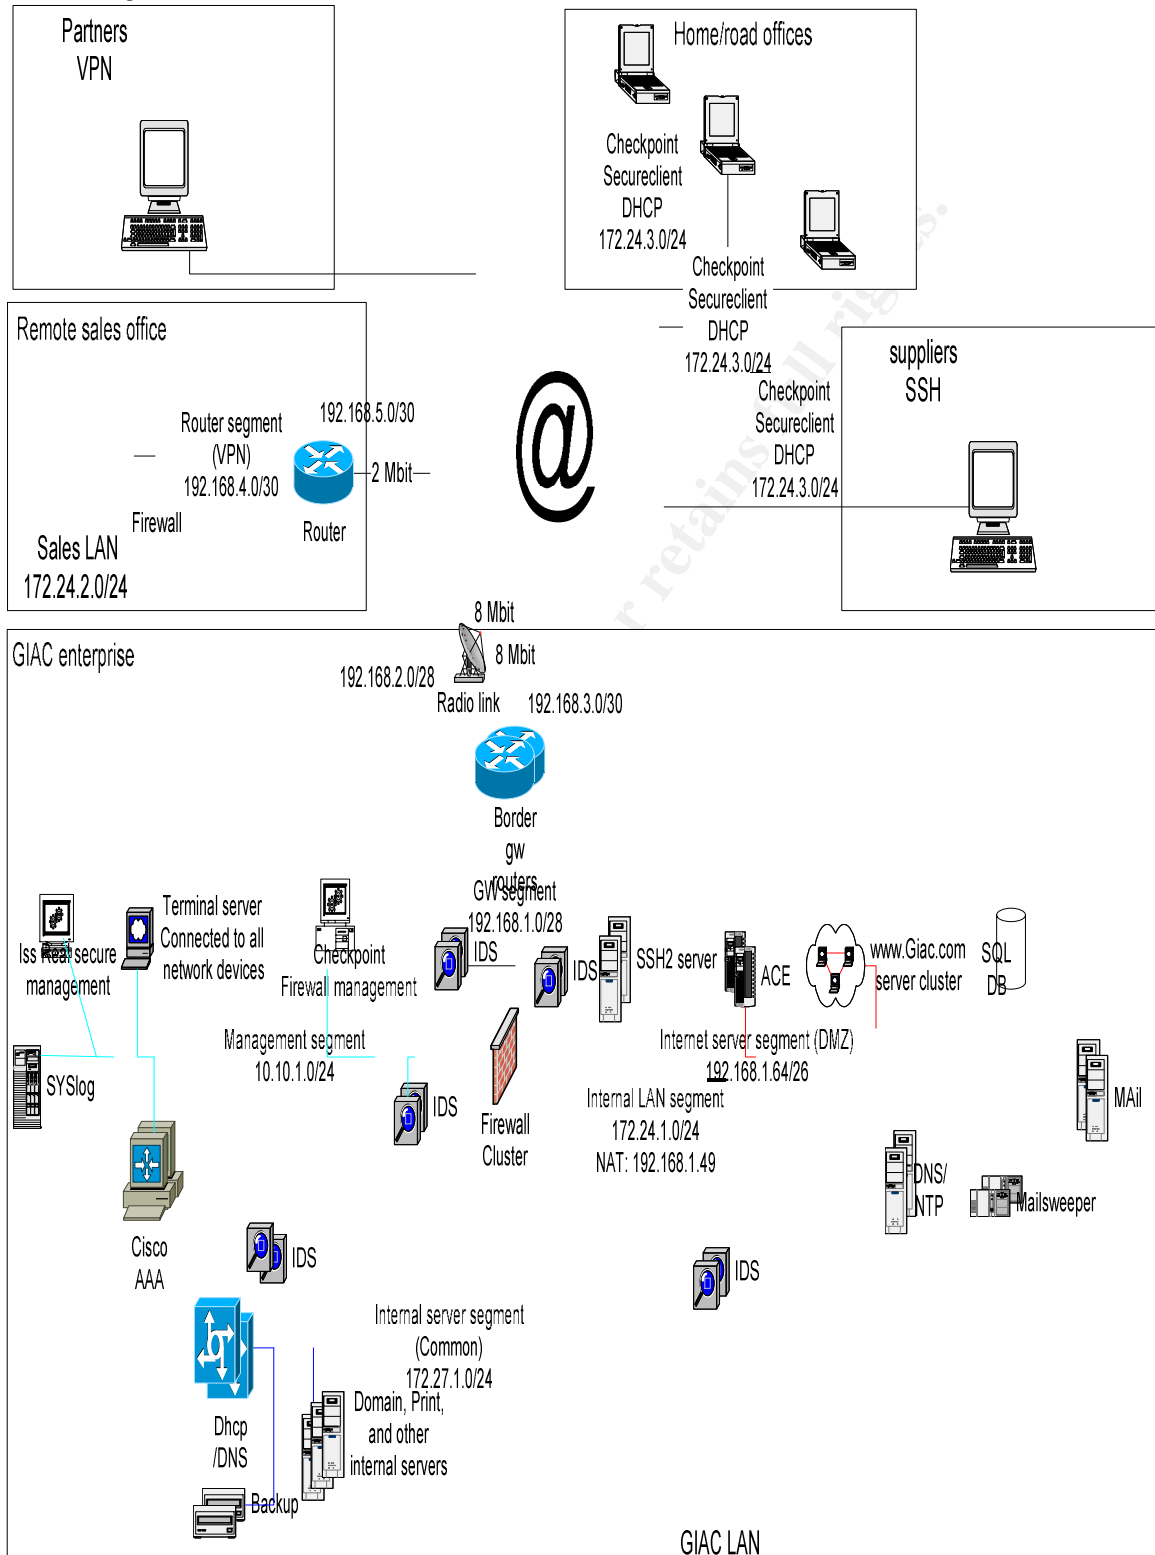 Partners
VPN
Home/road offices
Checkpoint
Secureclient
DHCP
172.24.3.0/24
Checkpoint
Secureclient
DHCP
172.24.3.0/24
Remote sales office
192.168.5.0/30
Router segment
(VPN)
192.168.4.0/30
2 Mbit
Firewall
Router
Sales LAN
172.24.2.0/24
@
suppliers
SSH
Checkpoint
Secureclient
DHCP
172.24.3.0/24
retains
GIAC enterprise
8 Mbit
8 Mbit
192.168.2.0/28
Radio link
192.168.3.0/30
Border
gw
routers
GW segment
192.168.1.0/28
Iss Real secure
management
Terminal server
Connected to all
network devices
Checkpoint
Firewall management
IDS
IDS
SSH2 server
ACE
www.Giac.com
server cluster
SQL
DB
Management segment
10.10.1.0/24
SYSlog
IDS
Firewall
Cluster
Internet server segment (DMZ)
192.168.1.64/26
Internal LAN segment
172.24.1.0/24
NAT: 192.168.1.49
MAil
DNS/
NTP
Mailsweeper
Cisco
AAA
IDS
IDS
Internal server segment
(Common)
172.27.1.0/24
Dhcp
/DNS
Domain, Print,
and other
internal servers
Backup
GIAC LAN